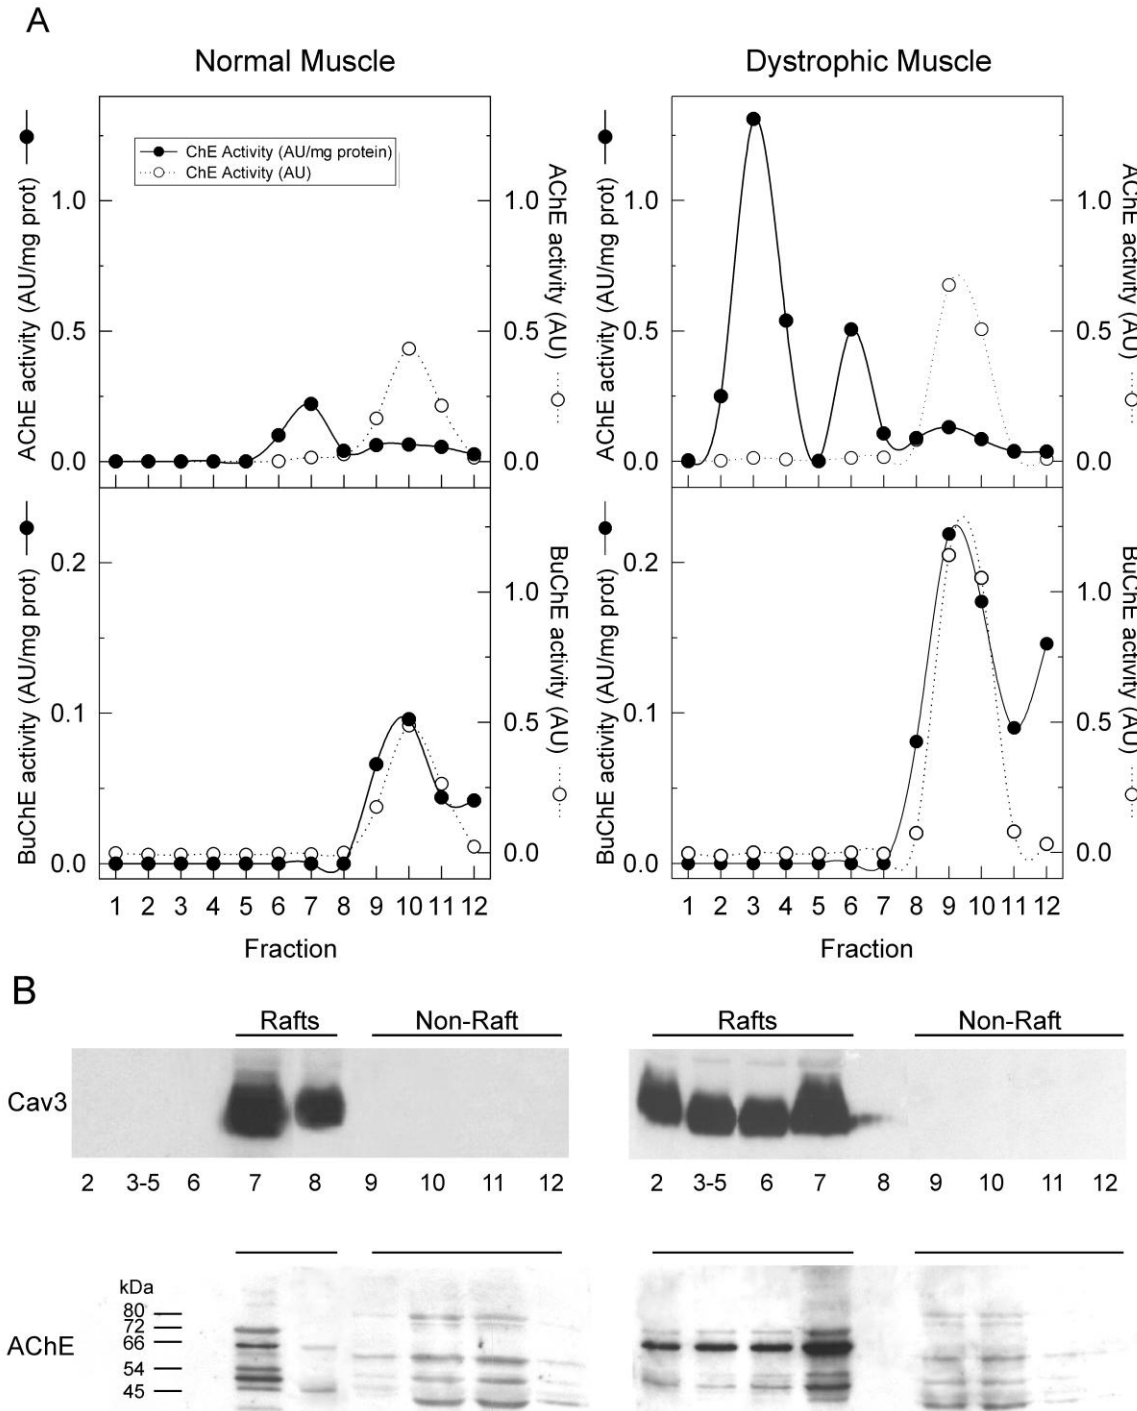 A
Normal Muscle
Dystrophic Muscle
ChE Activity (AU/mg protein)
ChE Activity (AU)
AChE activity (AU/mg prot)
1.0
0.5
0.0
AChE activity
(AU)
1.0
0.5
0.0
AChE activity (AU/mg prot)
1.0
0.5
0.0
AChE activity
(AU)
1.0
0.5
0.0
BuChE activity (AU/mg prot)
0.2
0.1
0.0
BuChE activity
(AU)
1.0
0.5
0.0
BuChE activity (AU/mg prot)
0.2
0.1
0.0
BuChE activity
(AU)
1.0
0.5
0.0
1 2 3 4 5 6 7 8 9 10 11 12
1 2 3 4 5 6 7 8 9 10 11 12
Fraction
Fraction
B
Rafts Non-Raft Rafts Non-Raft
Cav3
2 3-5 6 7 8 9 10 11 12
2 3-5 6 7 8 9 10 11 12
kDa
80
72
66
54
45
AChE